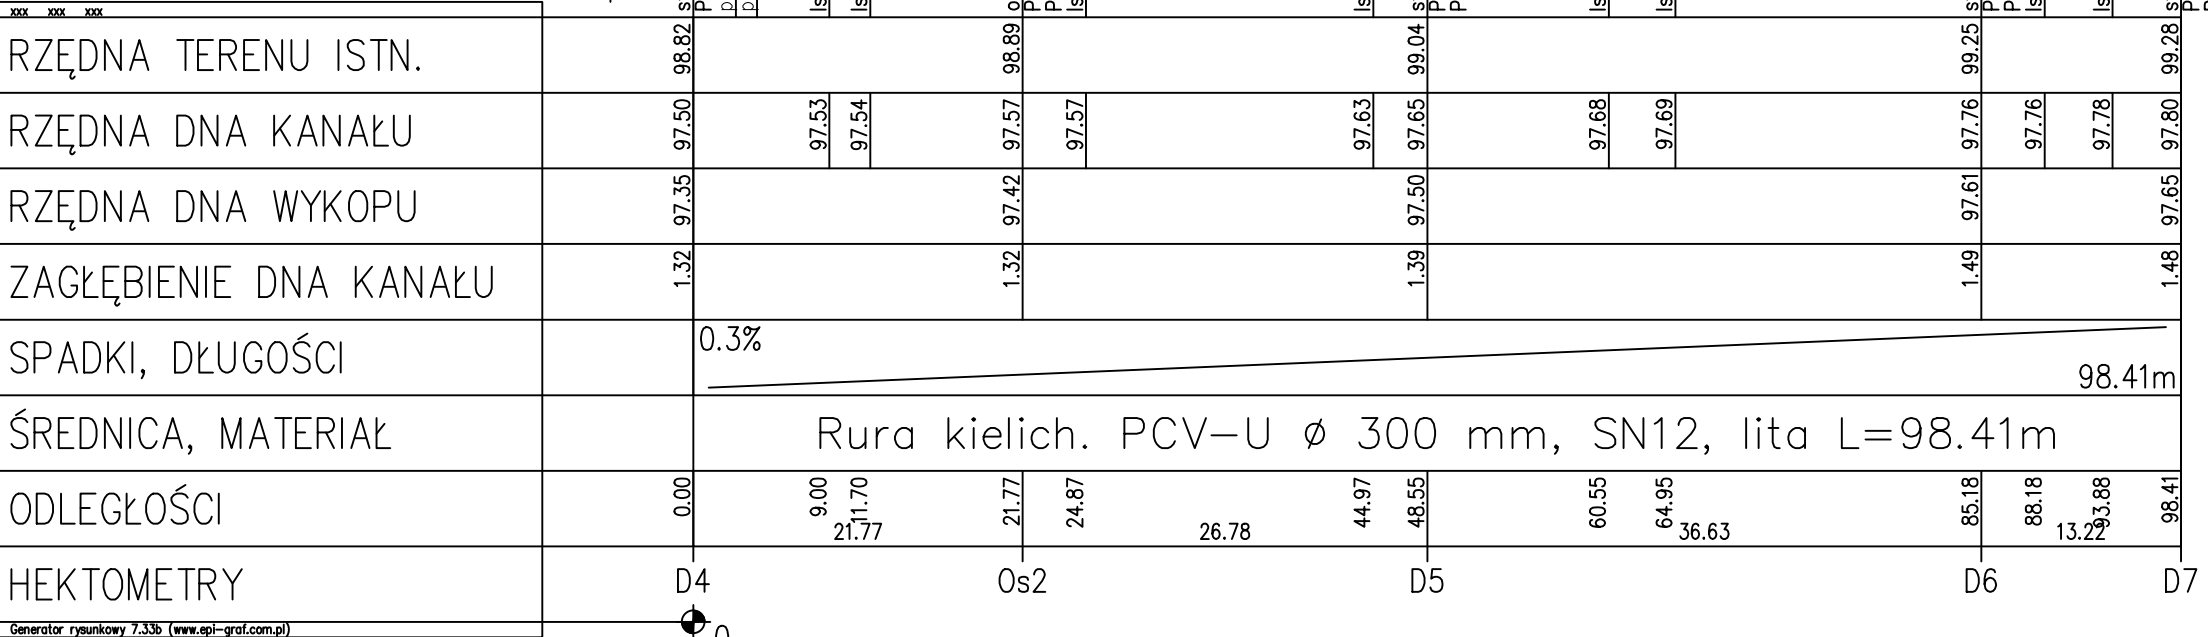 xxx xxx xxx
RZĘDNA TERENU ISTN. 98.82 98.89 99.04 99.25 99.28
RZĘDNA DNA KANAŁU 97.50 97.53 97.54 97.57 97.57 97.63 97.65 97.68 97.69 97.76 97.76 97.78 97.80
RZĘDNA DNA WYKOPU 97.35 97.42 97.50 97.61 97.65
ZAGŁĘBIENIE DNA KANAŁU 1.32 1.32 1.39 1.49 1.48
SPADKI, DŁUGOŚCI 0.3% 98.41m
ŚREDNICA, MATERIAŁ Rura kielich. PCV-U ø 300 mm, SN12, lita L=98.41m
ODLEGŁOŚCI 0.00 9.00 11.70 21.77 24.87 44.97 48.55 60.55 64.95 85.18 88.18 93.88 98.41
21.77 26.78 36.63 13.22
HEKTOMETRY D4 Os2 D5 D6 D7
Generator rysunkowy 7.33b (www.epi-graf.com.pl)